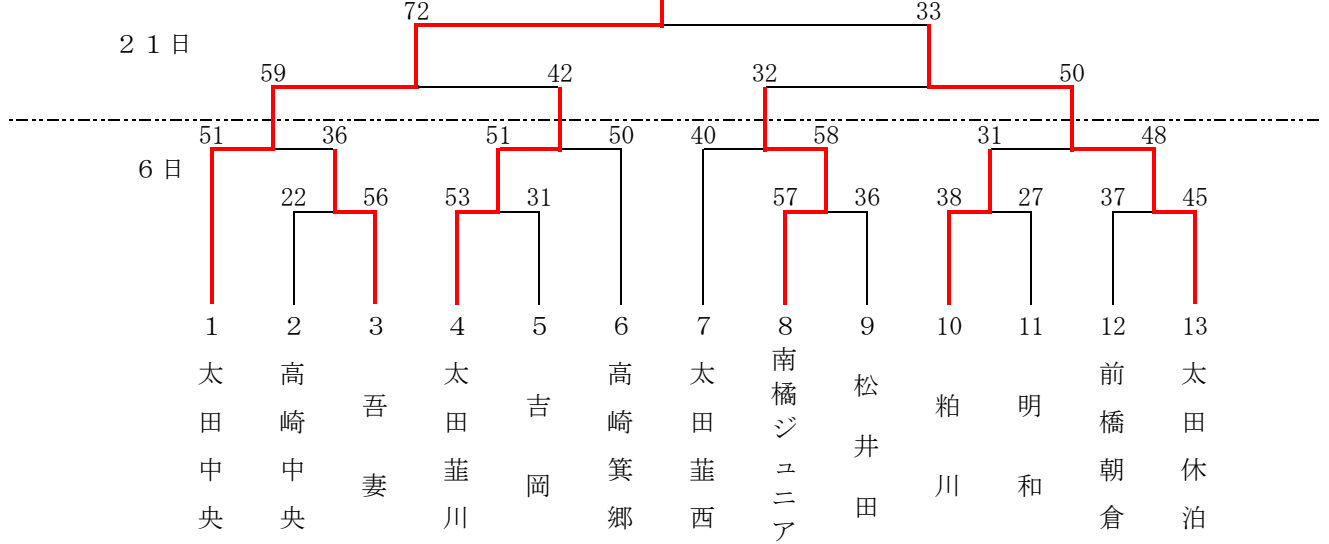 72 33
２１日
59 42 32 50
51 36 51 50 40 58 31 48
６日
22 56 53 31 57 36 38 27 37 45
１ ２ ３ ４ ５ ６ ７ ８ ９ 10 11 12 13
太田中央
高崎中央
吾妻
太田韮川
吉岡
高崎箕郷
太田韮西
南橘ジュニア
松井田
粕川
明和
前橋朝倉
太田休泊